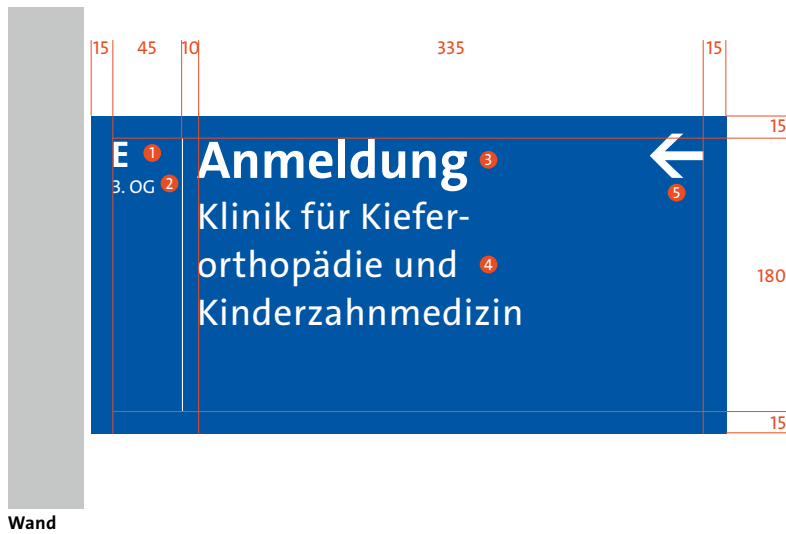 15 45 10 335 15
15
E 1
3. OG 2
Anmeldung 3
5
Klinik für Kiefer-
orthopädie und 4
Kinderzahnmedizin
180
15
Wand